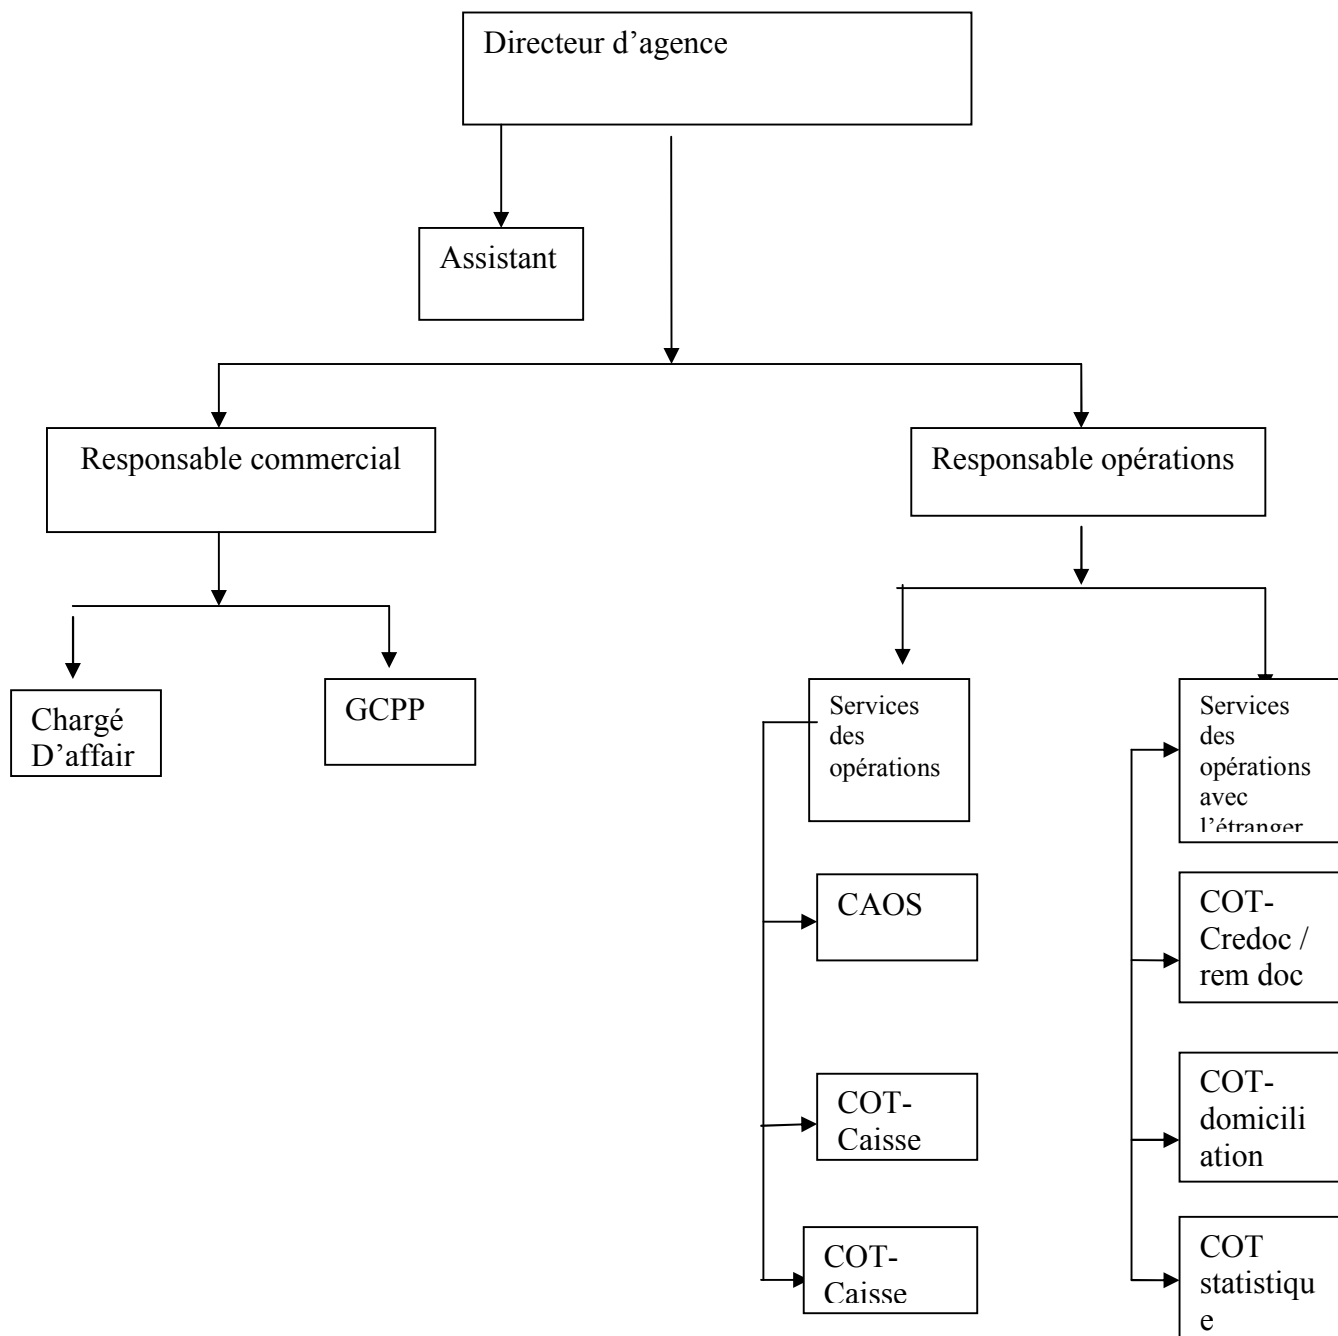 Directeur d’agence
Assistant
Responsable commercial
Responsable opérations
Chargé
D’affair
GCPP
Services
des
opérations
Services
des
opérations
avec
l’étranger
CAOS
COT-
Credoc /
rem doc
COT-
Caisse
COT-
domicili
ation
COT-
Caisse
COT
statistiqu
e